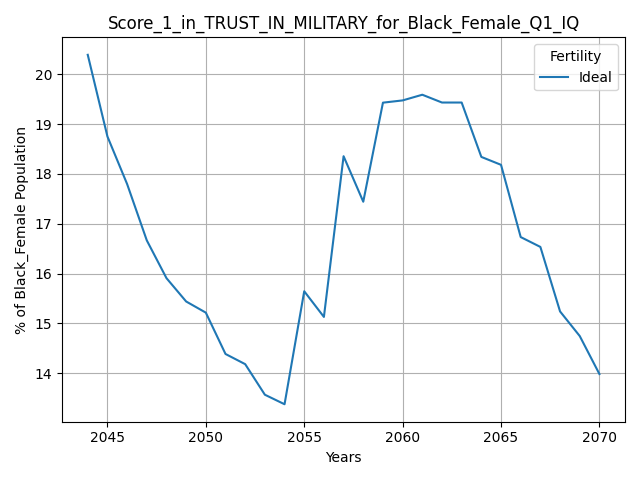 Score_1_in_TRUST_IN_MILITARY_for_Black_Female_Q1_IQ
Fertility
Ideal
% of Black_Female Population
20
19
18
17
16
15
14
2045
2050
2055
2060
2065
2070
Years